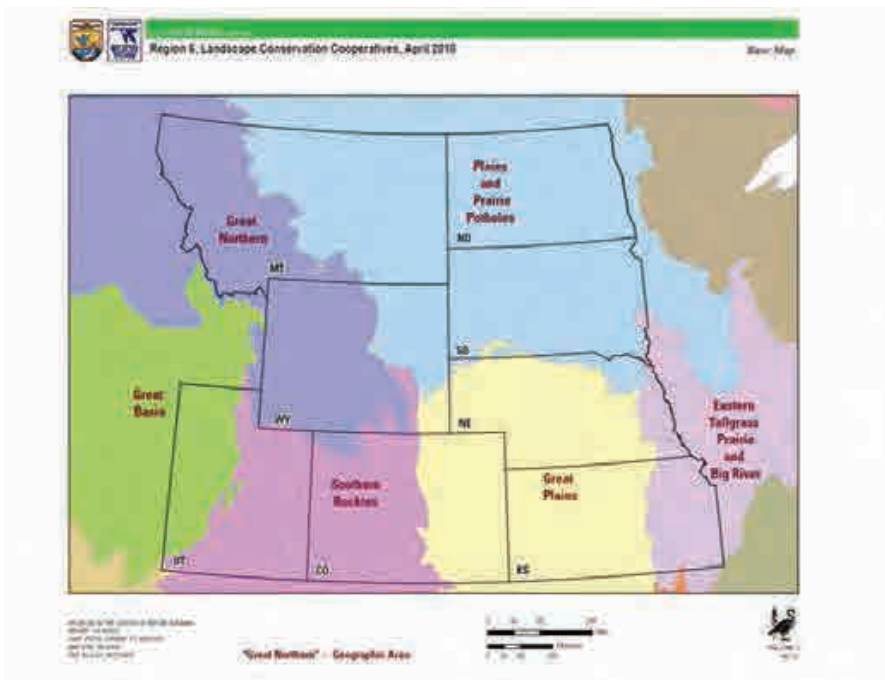 Region 6, Landscape Conservation Cooperatives, April 2010
Base Map
Plains
and
Prairie
Potholes
ND
Great
Northern
MT
SD
Great
Basin
WY
NE
Eastern
Tallgrass
Prairie
and
Big River
Southern
Rockies
Great
Plains
UT
CO
KS
"Great Northern" - Geographic Area